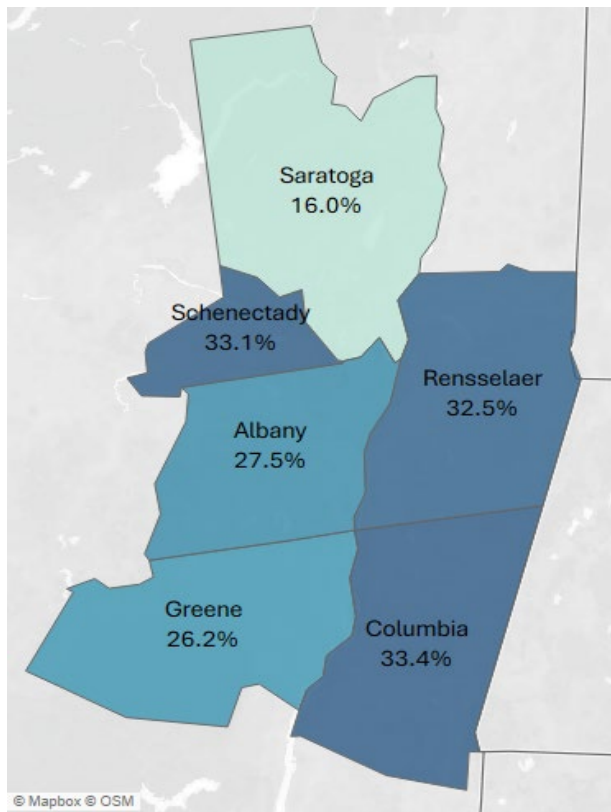 Saratoga
16.0%
Schenectady
33.1%
Rensselaer
32.5%
Albany
27.5%
Greene
26.2%
Columbia
33.4%
© Mapbox © OSM